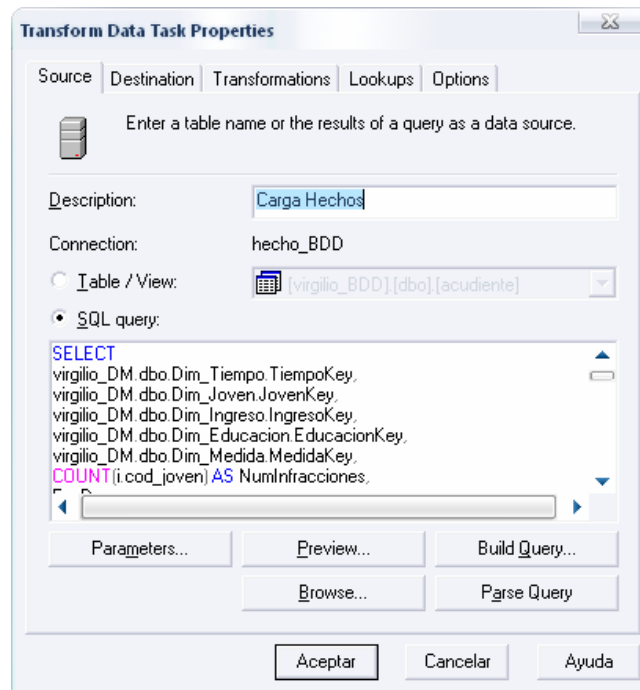 Transform Data Task Properties
Source Destination Transformations Lookups Options
Enter a table name or the results of a query as a data source.
Description: Carga Hechos
Connection: hecho_BDD
Table / View: [virgilio_BDD].[dbo].[acudiente]
SQL query:
SELECT
virgilio_DM.dbo.Dim_Tiempo.TiempoKey,
virgilio_DM.dbo.Dim_Joven.JovenKey,
virgilio_DM.dbo.Dim_Ingreso.IngresoKey,
virgilio_DM.dbo.Dim_Educacion.EducacionKey,
virgilio_DM.dbo.Dim_Medida.MedidaKey,
COUNT(i.cod_joven) AS NumInfracciones,
Parameters... Preview... Build Query...
Browse... Parse Query
Aceptar Cancelar Ayuda